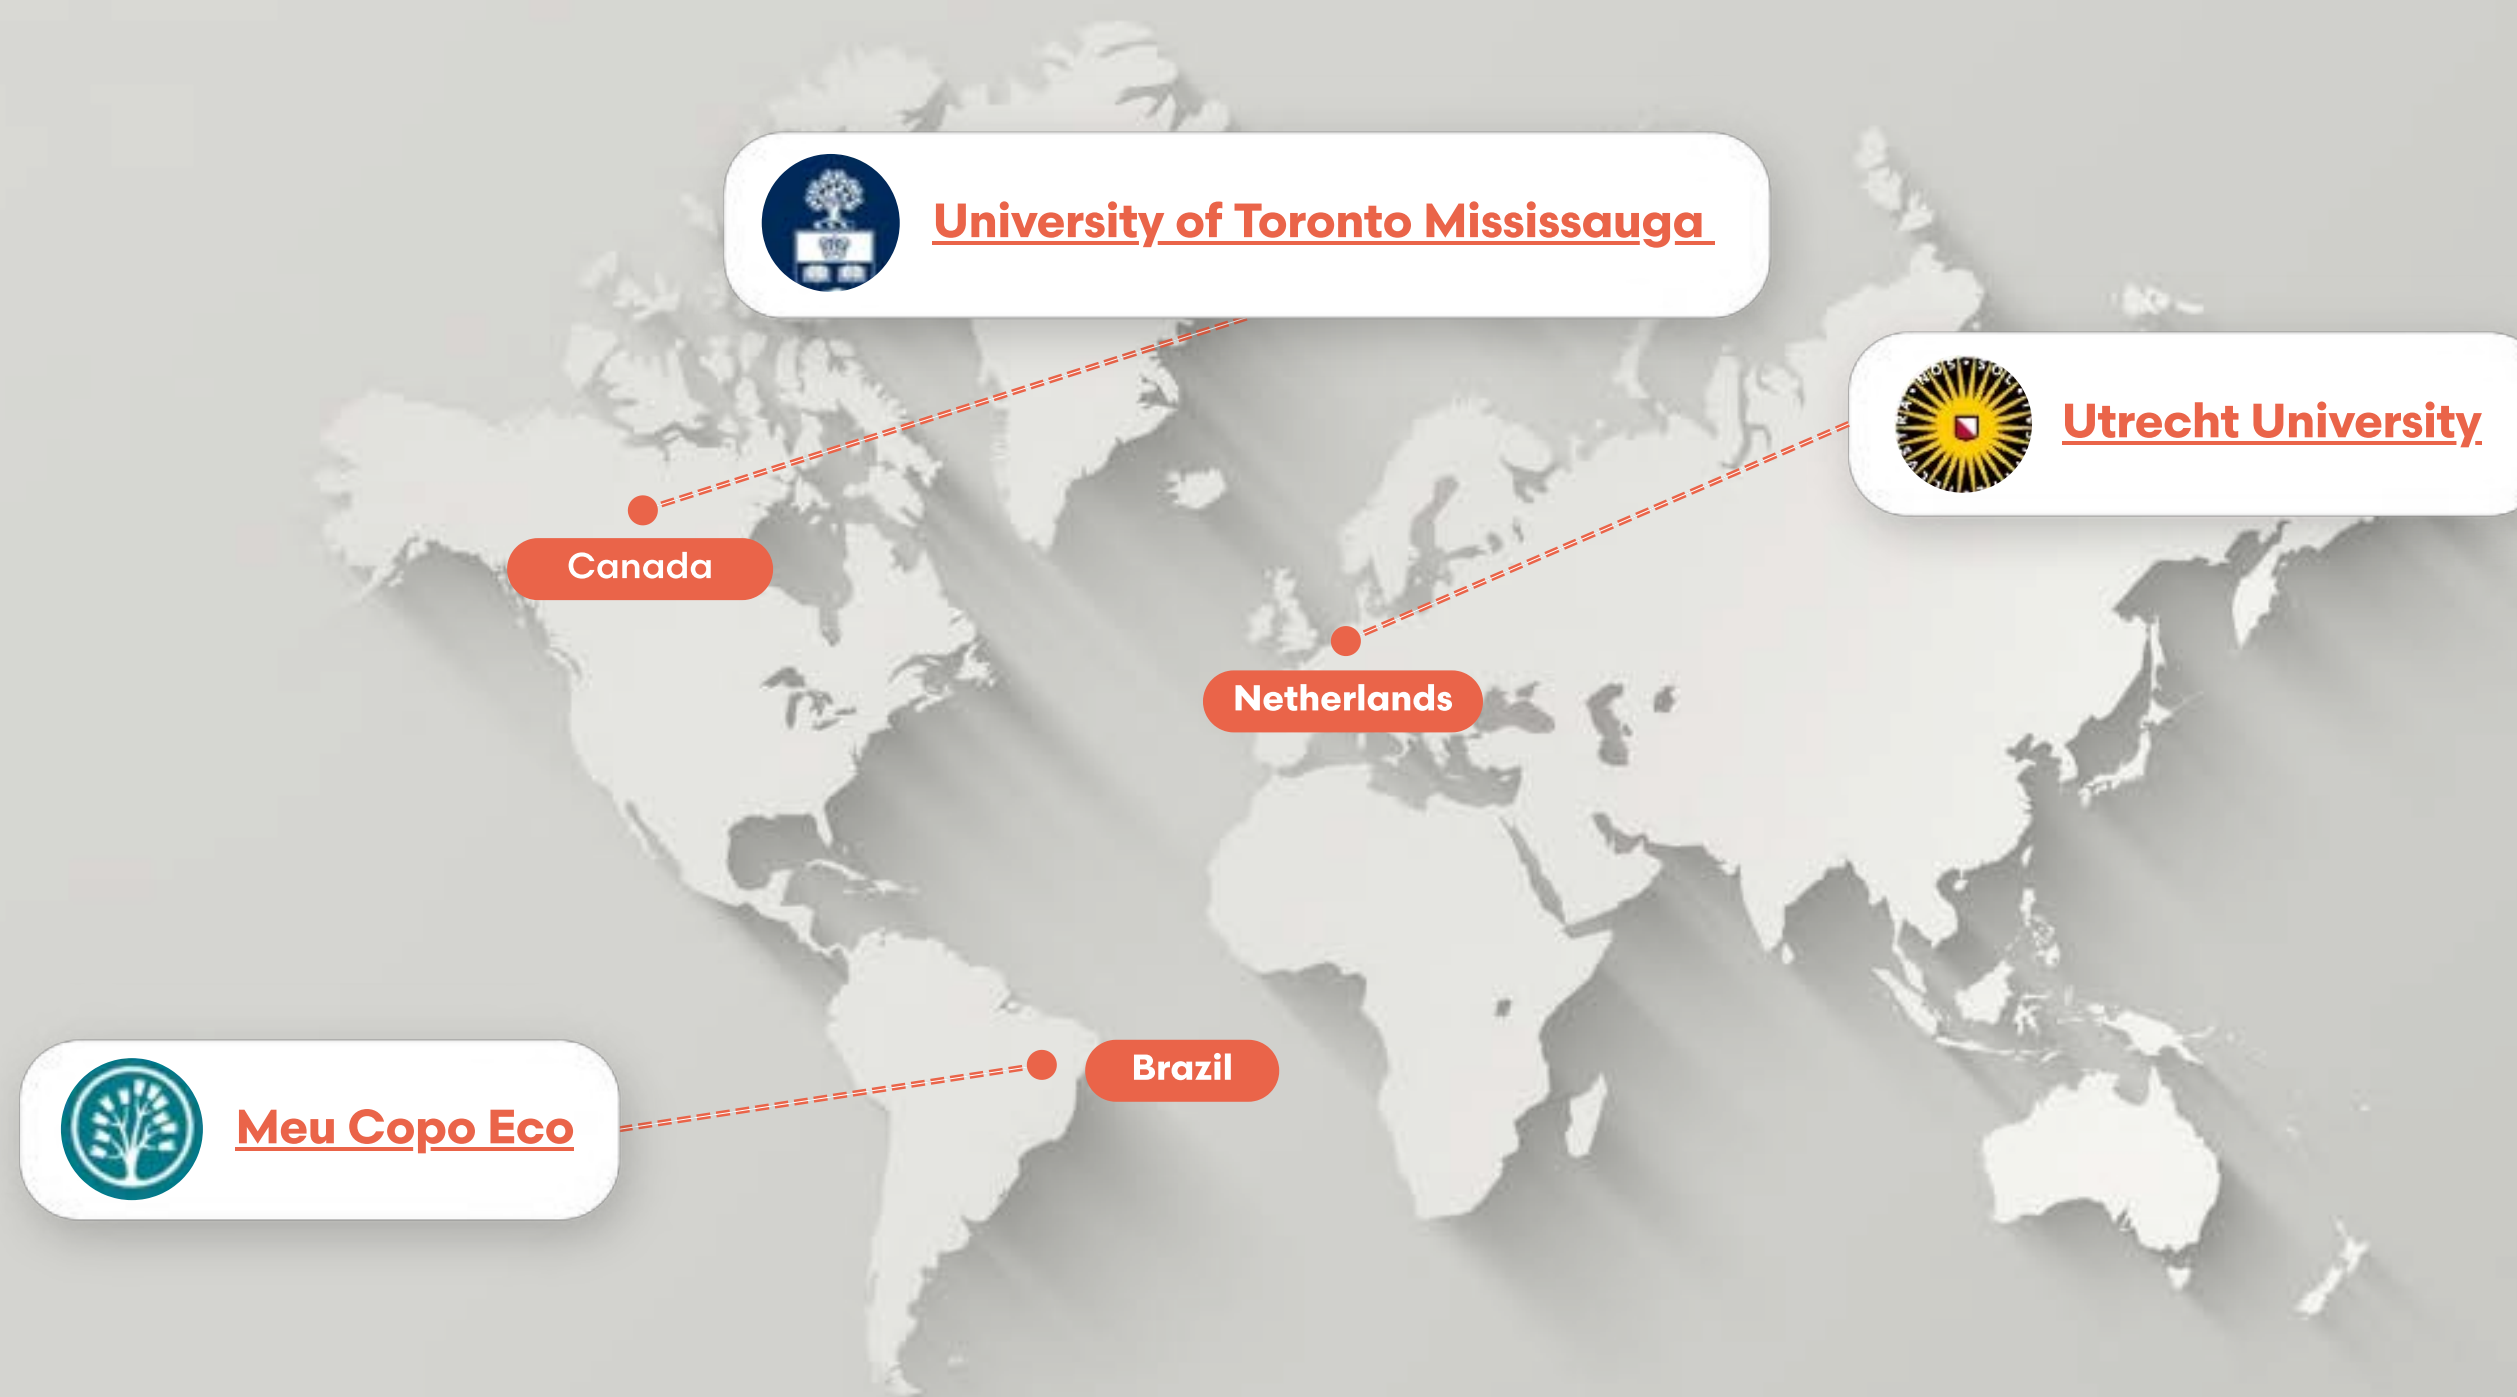 University of Toronto Mississauga
Utrecht University
Canada
Netherlands
Brazil
Meu Copo Eco